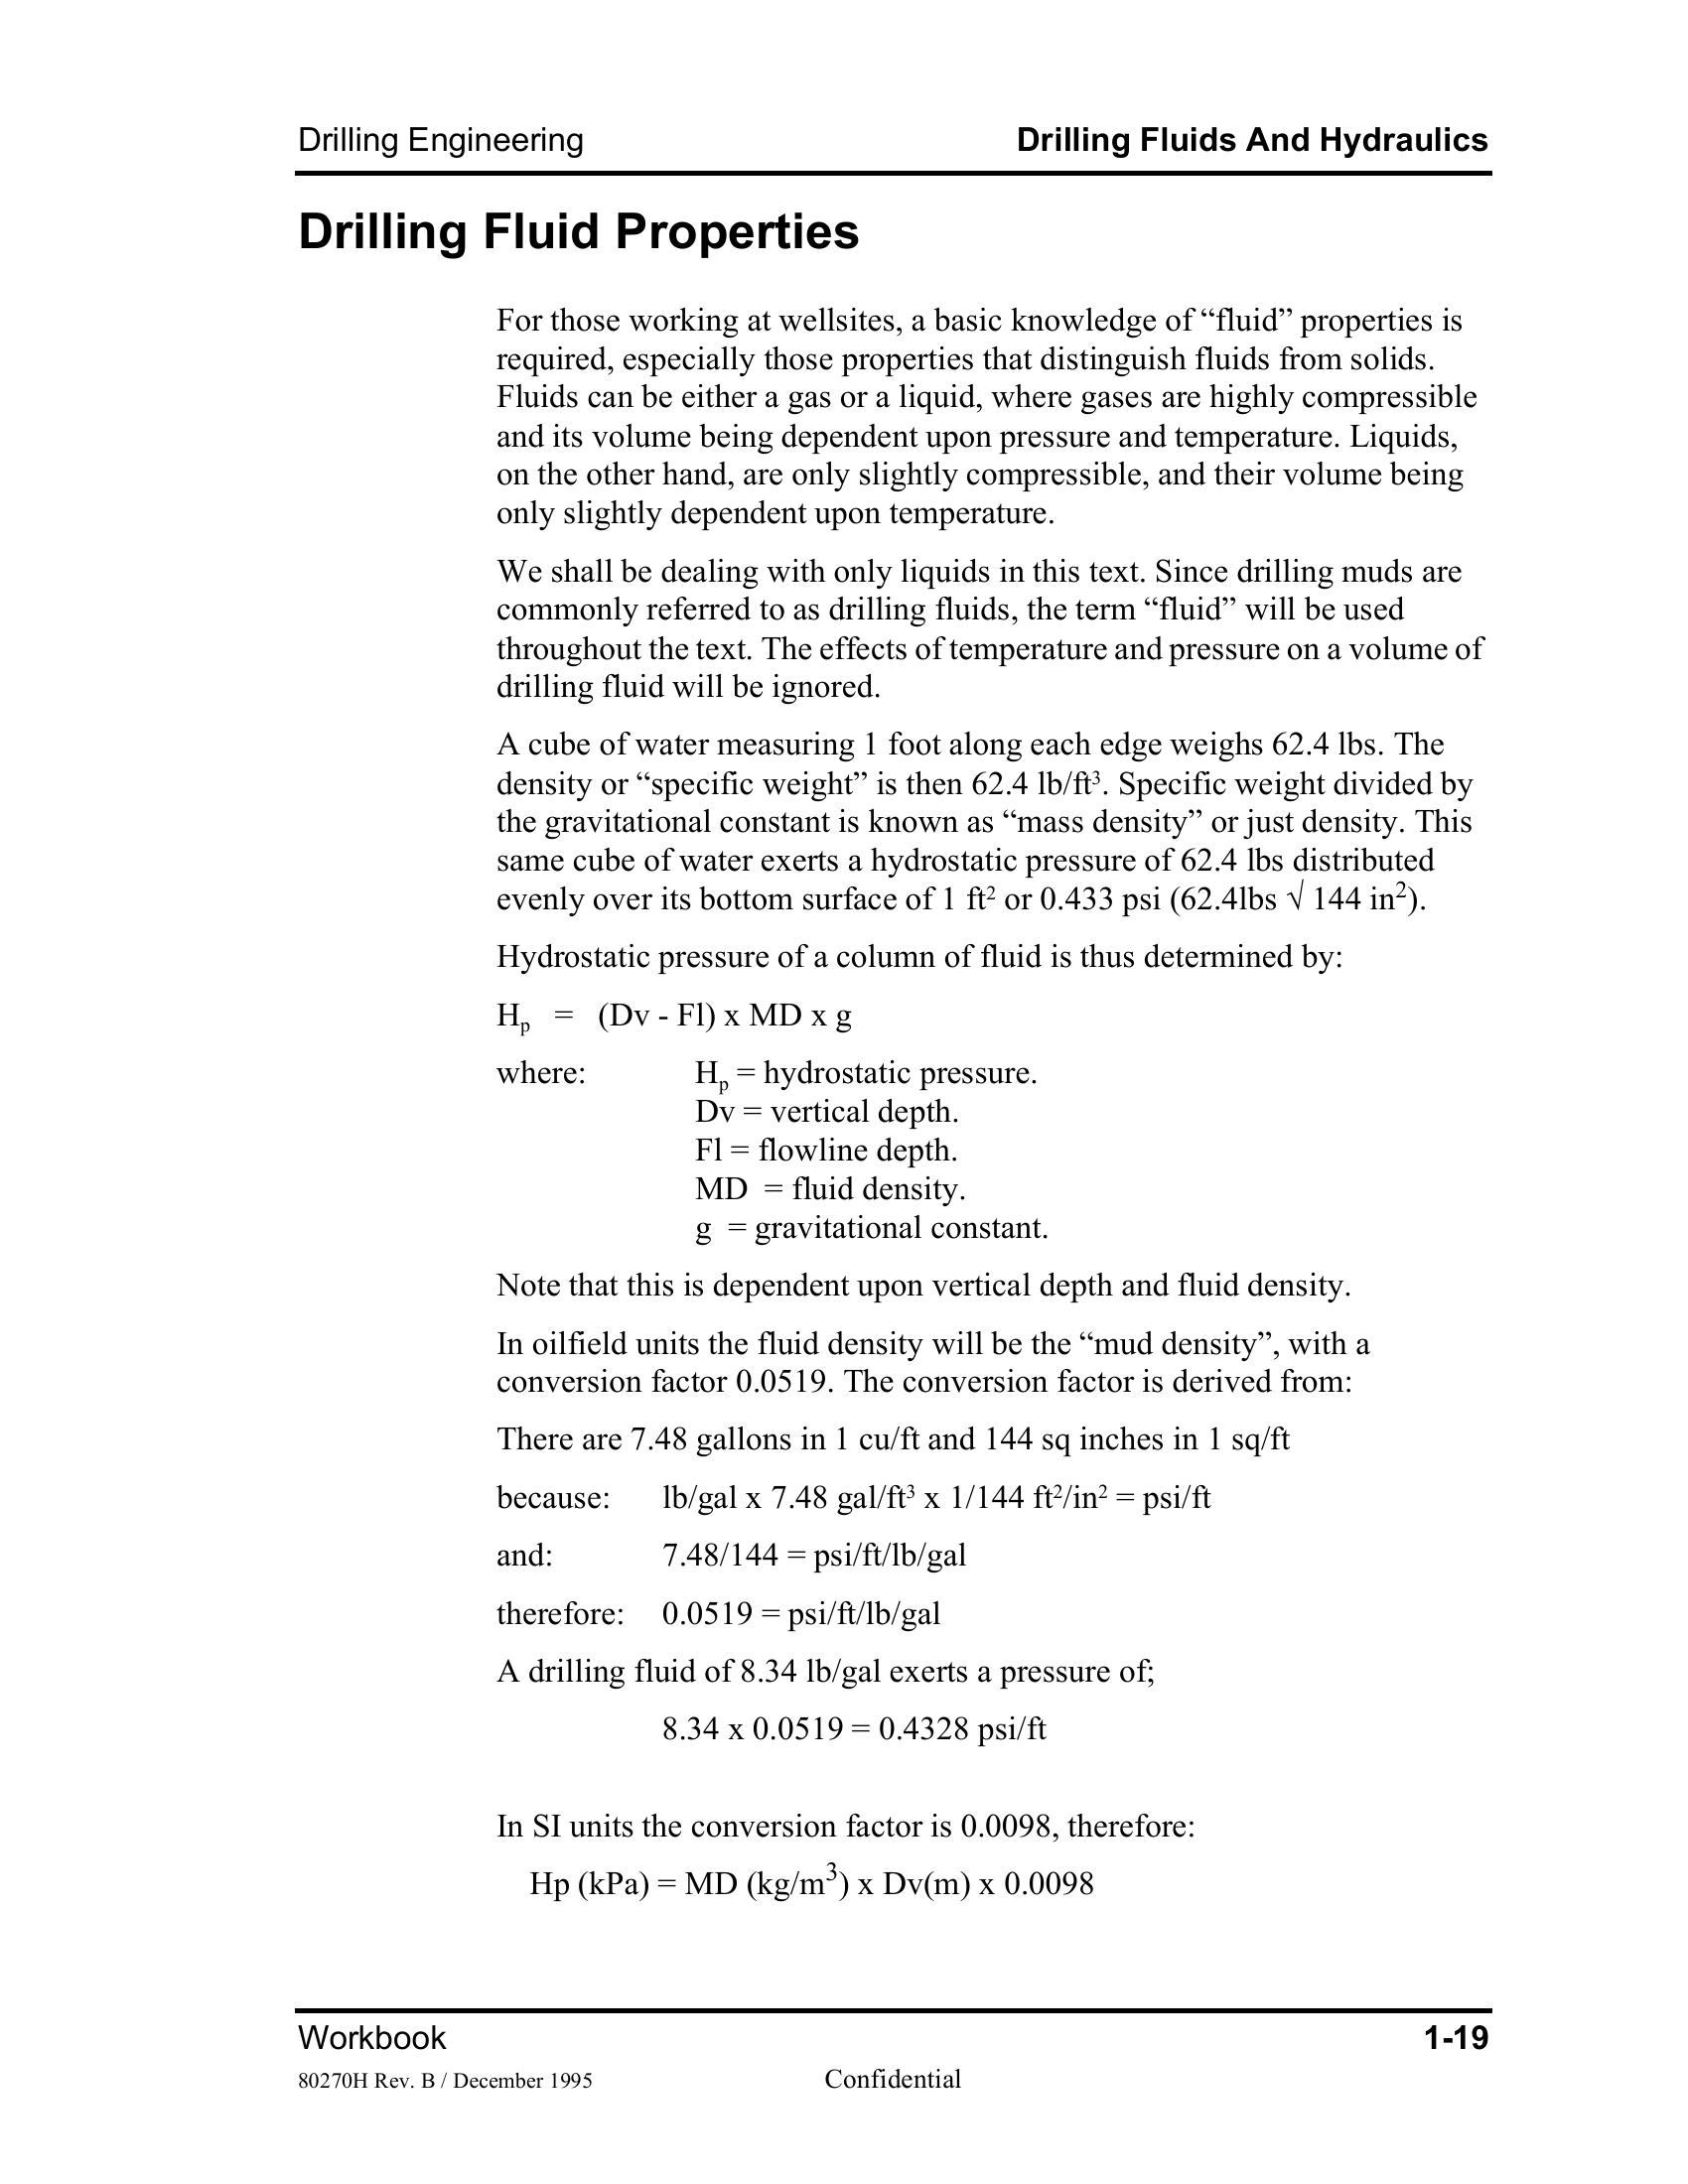 Drilling Engineering Drilling Fluids And Hydraulics
Drilling Fluid Properties
For those working at wellsites, a basic knowledge of “fluid” properties is
required, especially those properties that distinguish fluids from solids.
Fluids can be either a gas or a liquid, where gases are highly compressible
and its volume being dependent upon pressure and temperature. Liquids,
on the other hand, are only slightly compressible, and their volume being
only slightly dependent upon temperature.
We shall be dealing with only liquids in this text. Since drilling muds are
commonly referred to as drilling fluids, the term “fluid” will be used
throughout the text. The effects of temperature and pressure on a volume of
drilling fluid will be ignored.
A cube of water measuring 1 foot along each edge weighs 62.4 lbs. The
density or “specific weight” is then 62.4 lb/ft³. Specific weight divided by
the gravitational constant is known as “mass density” or just density. This
same cube of water exerts a hydrostatic pressure of 62.4 lbs distributed
evenly over its bottom surface of 1 ft² or 0.433 psi (62.4lbs √ 144 in²).
Hydrostatic pressure of a column of fluid is thus determined by:
Hₚ = (Dv - Fl) x MD x g
where: Hₚ = hydrostatic pressure.
Dv = vertical depth.
Fl = flowline depth.
MD = fluid density.
g = gravitational constant.
Note that this is dependent upon vertical depth and fluid density.
In oilfield units the fluid density will be the “mud density”, with a
conversion factor 0.0519. The conversion factor is derived from:
There are 7.48 gallons in 1 cu/ft and 144 sq inches in 1 sq/ft
because: lb/gal x 7.48 gal/ft³ x 1/144 ft²/in² = psi/ft
and: 7.48/144 = psi/ft/lb/gal
therefore: 0.0519 = psi/ft/lb/gal
A drilling fluid of 8.34 lb/gal exerts a pressure of;
8.34 x 0.0519 = 0.4328 psi/ft
In SI units the conversion factor is 0.0098, therefore:
Hp (kPa) = MD (kg/m³) x Dv(m) x 0.0098
Workbook 1-19
80270H Rev. B / December 1995 Confidential